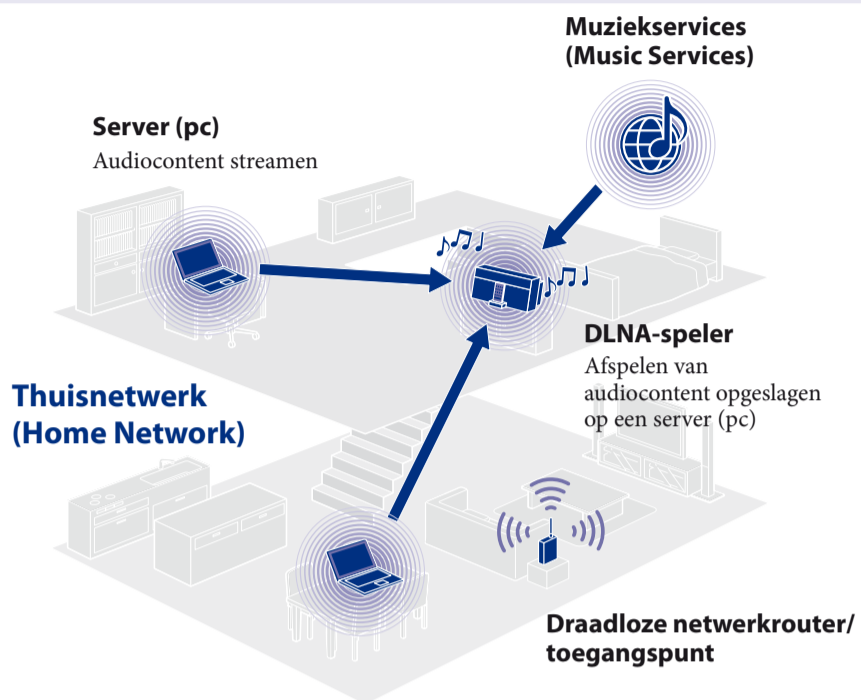 Muziekservices
(Music Services)
Server (pc)
Audiocontent streamen
DLNA-speler
Afspelen van
audiocontent opgeslagen
op een server (pc)
Thuisnetwerk
(Home Network)
Draadloze netwerkrouter/
toegangspunt